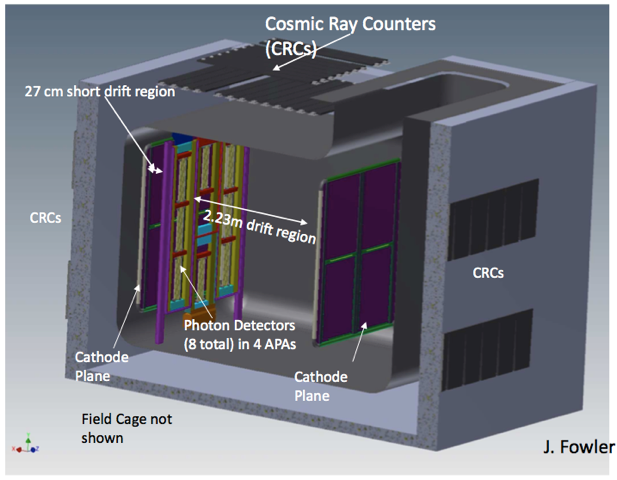 Cosmic Ray Counters
(CRCs)
27 cm short drift region
CRCs
2.23m drift region
CRCs
Photon Detectors
(8 total) in 4 APAs
Cathode
Plane
Cathode
Plane
Field Cage not
shown
J. Fowler